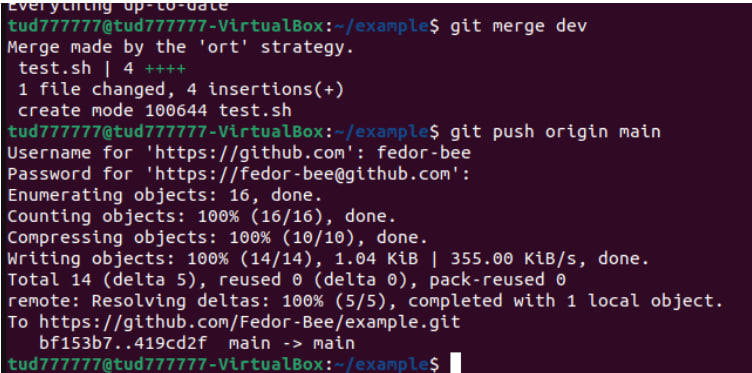 Everything up-to-date
tud777777@tud777777-VirtualBox:~/example$ git merge dev
Merge made by the 'ort' strategy.
 test.sh | 4 ++++
 1 file changed, 4 insertions(+)
 create mode 100644 test.sh
tud777777@tud777777-VirtualBox:~/example$ git push origin main
Username for 'https://github.com': fedor-bee
Password for 'https://fedor-bee@github.com':
Enumerating objects: 16, done.
Counting objects: 100% (16/16), done.
Compressing objects: 100% (10/10), done.
Writing objects: 100% (14/14), 1.04 KiB | 355.00 KiB/s, done.
Total 14 (delta 5), reused 0 (delta 0), pack-reused 0
remote: Resolving deltas: 100% (5/5), completed with 1 local object.
To https://github.com/Fedor-Bee/example.git
   bf153b7..419cd2f  main -> main
tud777777@tud777777-VirtualBox:~/example$